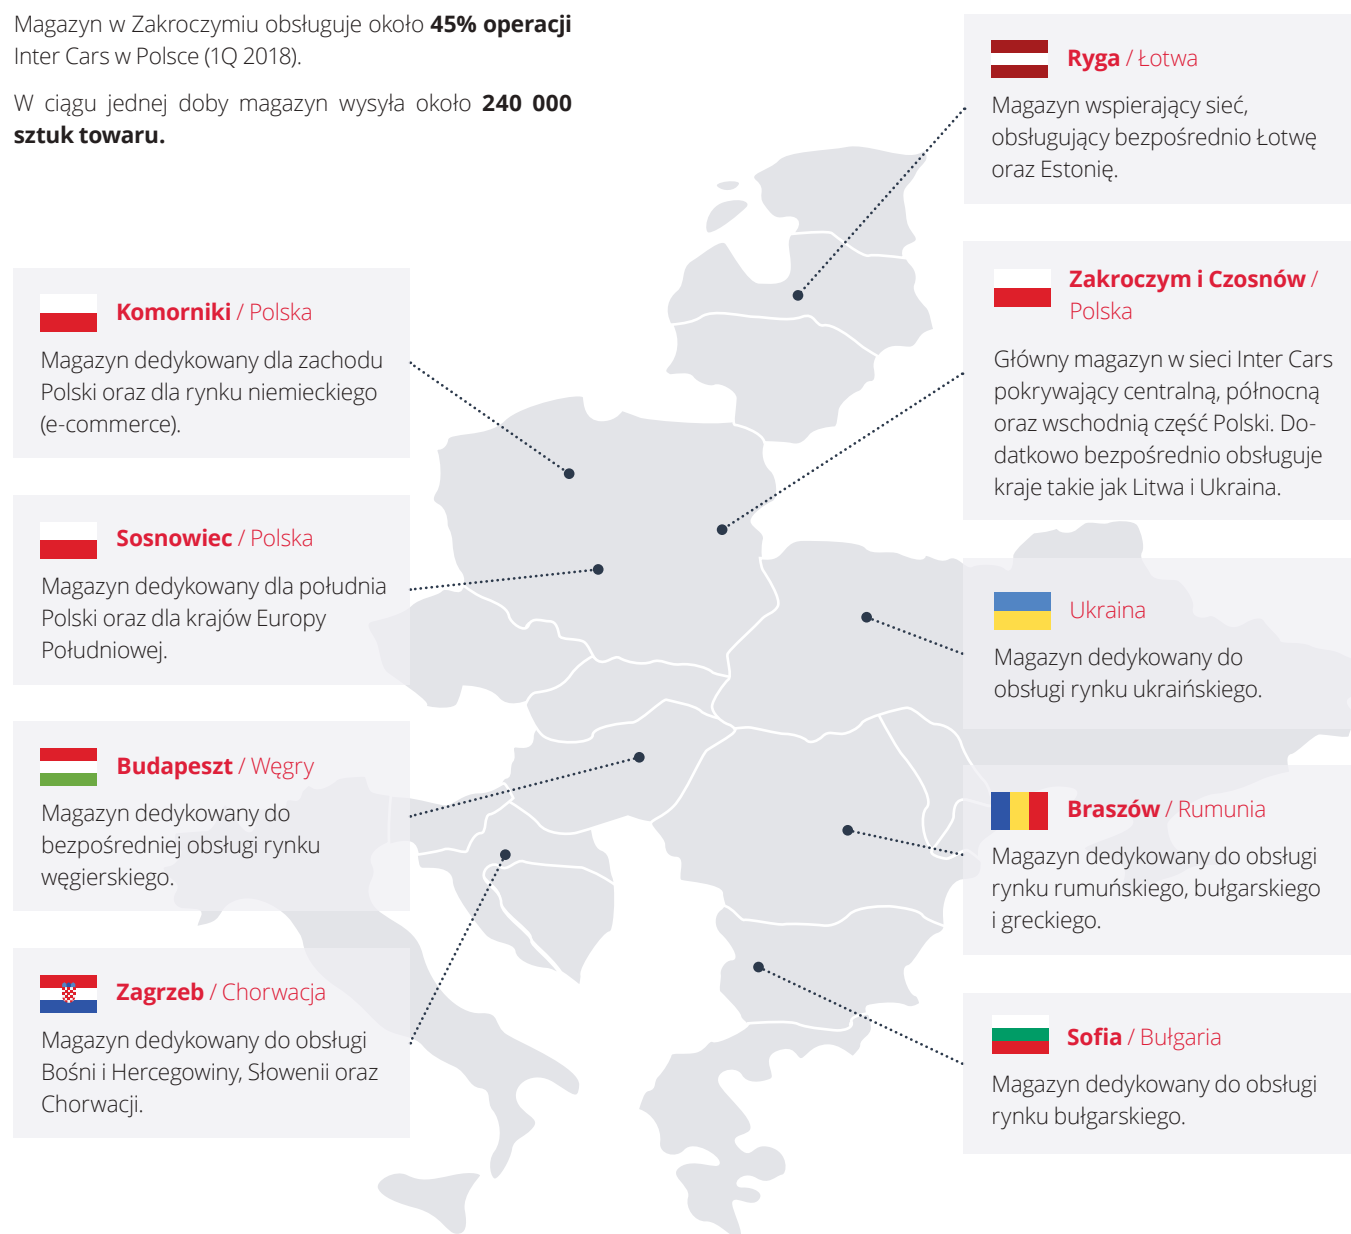 Magazyn w Zakroczymiu obsługuje około 45% operacji
Inter Cars w Polsce (1Q 2018).
W ciągu jednej doby magazyn wysyła około 240 000
sztuk towaru.
Komorniki / Polska
Magazyn dedykowany dla zachodu
Polski oraz dla rynku niemieckiego
(e-commerce).
Sosnowiec / Polska
Magazyn dedykowany dla południa
Polski oraz dla krajów Europy
Południowej.
Budapeszt / Węgry
Magazyn dedykowany do
bezpośredniej obsługi rynku
węgierskiego.
Zagrzeb / Chorwacja
Magazyn dedykowany do obsługi
Bośni i Hercegowiny, Słowenii oraz
Chorwacji.
Ryga / Łotwa
Magazyn wspierający sieć,
obsługujący bezpośrednio Łotwę
oraz Estonię.
Zakroczym i Czosnów /
Polska
Główny magazyn w sieci Inter Cars
pokrywający centralną, północną
oraz wschodnią część Polski. Do-
datkowo bezpośrednio obsługuje
kraje takie jak Litwa i Ukraina.
Ukraina
Magazyn dedykowany do
obsługi rynku ukraińskiego.
Braszów / Rumunia
Magazyn dedykowany do obsługi
rynku rumuńskiego, bułgarskiego
i greckiego.
Sofia / Bułgaria
Magazyn dedykowany do obsługi
rynku bułgarskiego.